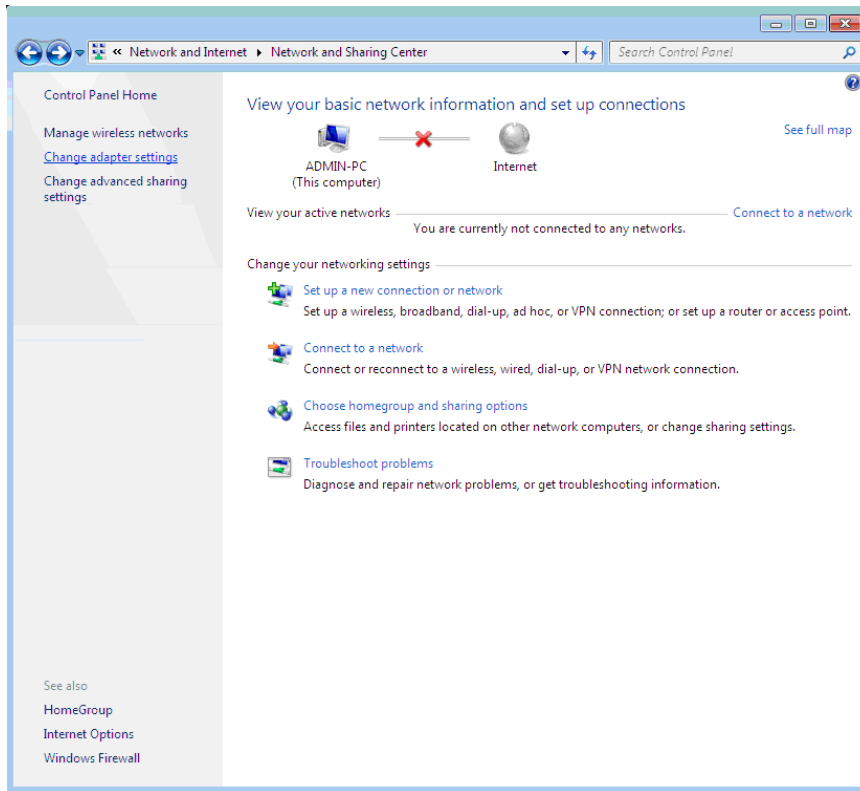 « Network and Internet ▸ Network and Sharing Center
Search Control Panel
Control Panel Home
Manage wireless networks
Change adapter settings
Change advanced sharing
settings
View your basic network information and set up connections
See full map
ADMIN-PC
(This computer)
Internet
View your active networks
Connect to a network
You are currently not connected to any networks.
Change your networking settings
Set up a new connection or network
Set up a wireless, broadband, dial-up, ad hoc, or VPN connection; or set up a router or access point.
Connect to a network
Connect or reconnect to a wireless, wired, dial-up, or VPN network connection.
Choose homegroup and sharing options
Access files and printers located on other network computers, or change sharing settings.
Troubleshoot problems
Diagnose and repair network problems, or get troubleshooting information.
See also
HomeGroup
Internet Options
Windows Firewall